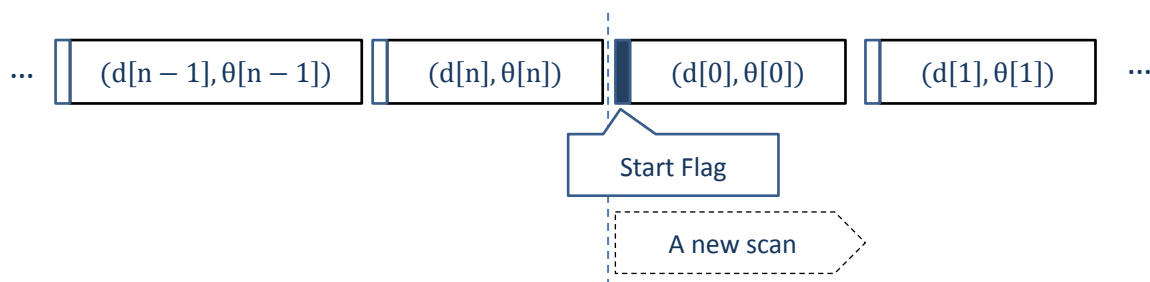 ... (d[n − 1], θ[n − 1]) (d[n], θ[n]) (d[0], θ[0]) (d[1], θ[1]) ...
Start Flag
A new scan